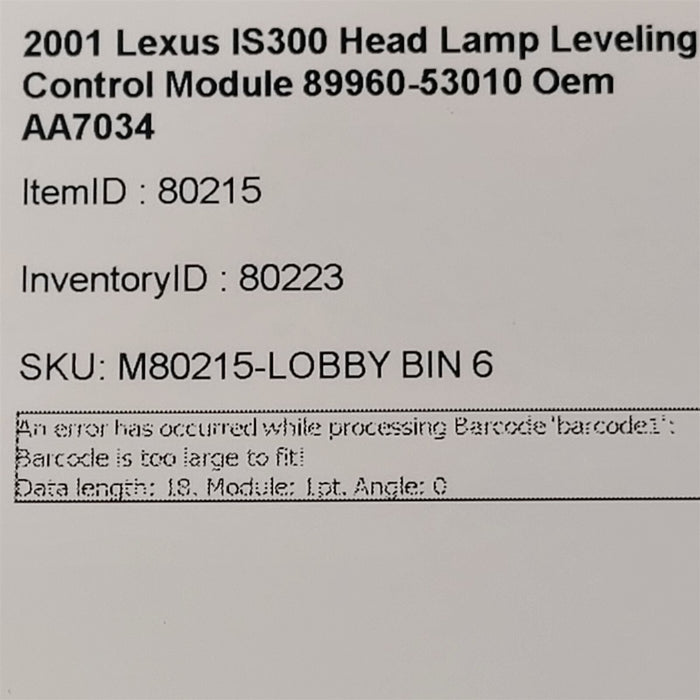 2001 Lexus IS300 Head Lamp Leveling
Control Module 89960-53010 Oem
AA7034
ItemID : 80215
InventoryID : 80223
SKU: M80215-LOBBY BIN 6
An error has occurred while processing Barcode 'barcode1':
Barcode is too large to fit!
Data length: 18. Module: 1pt. Angle: 0